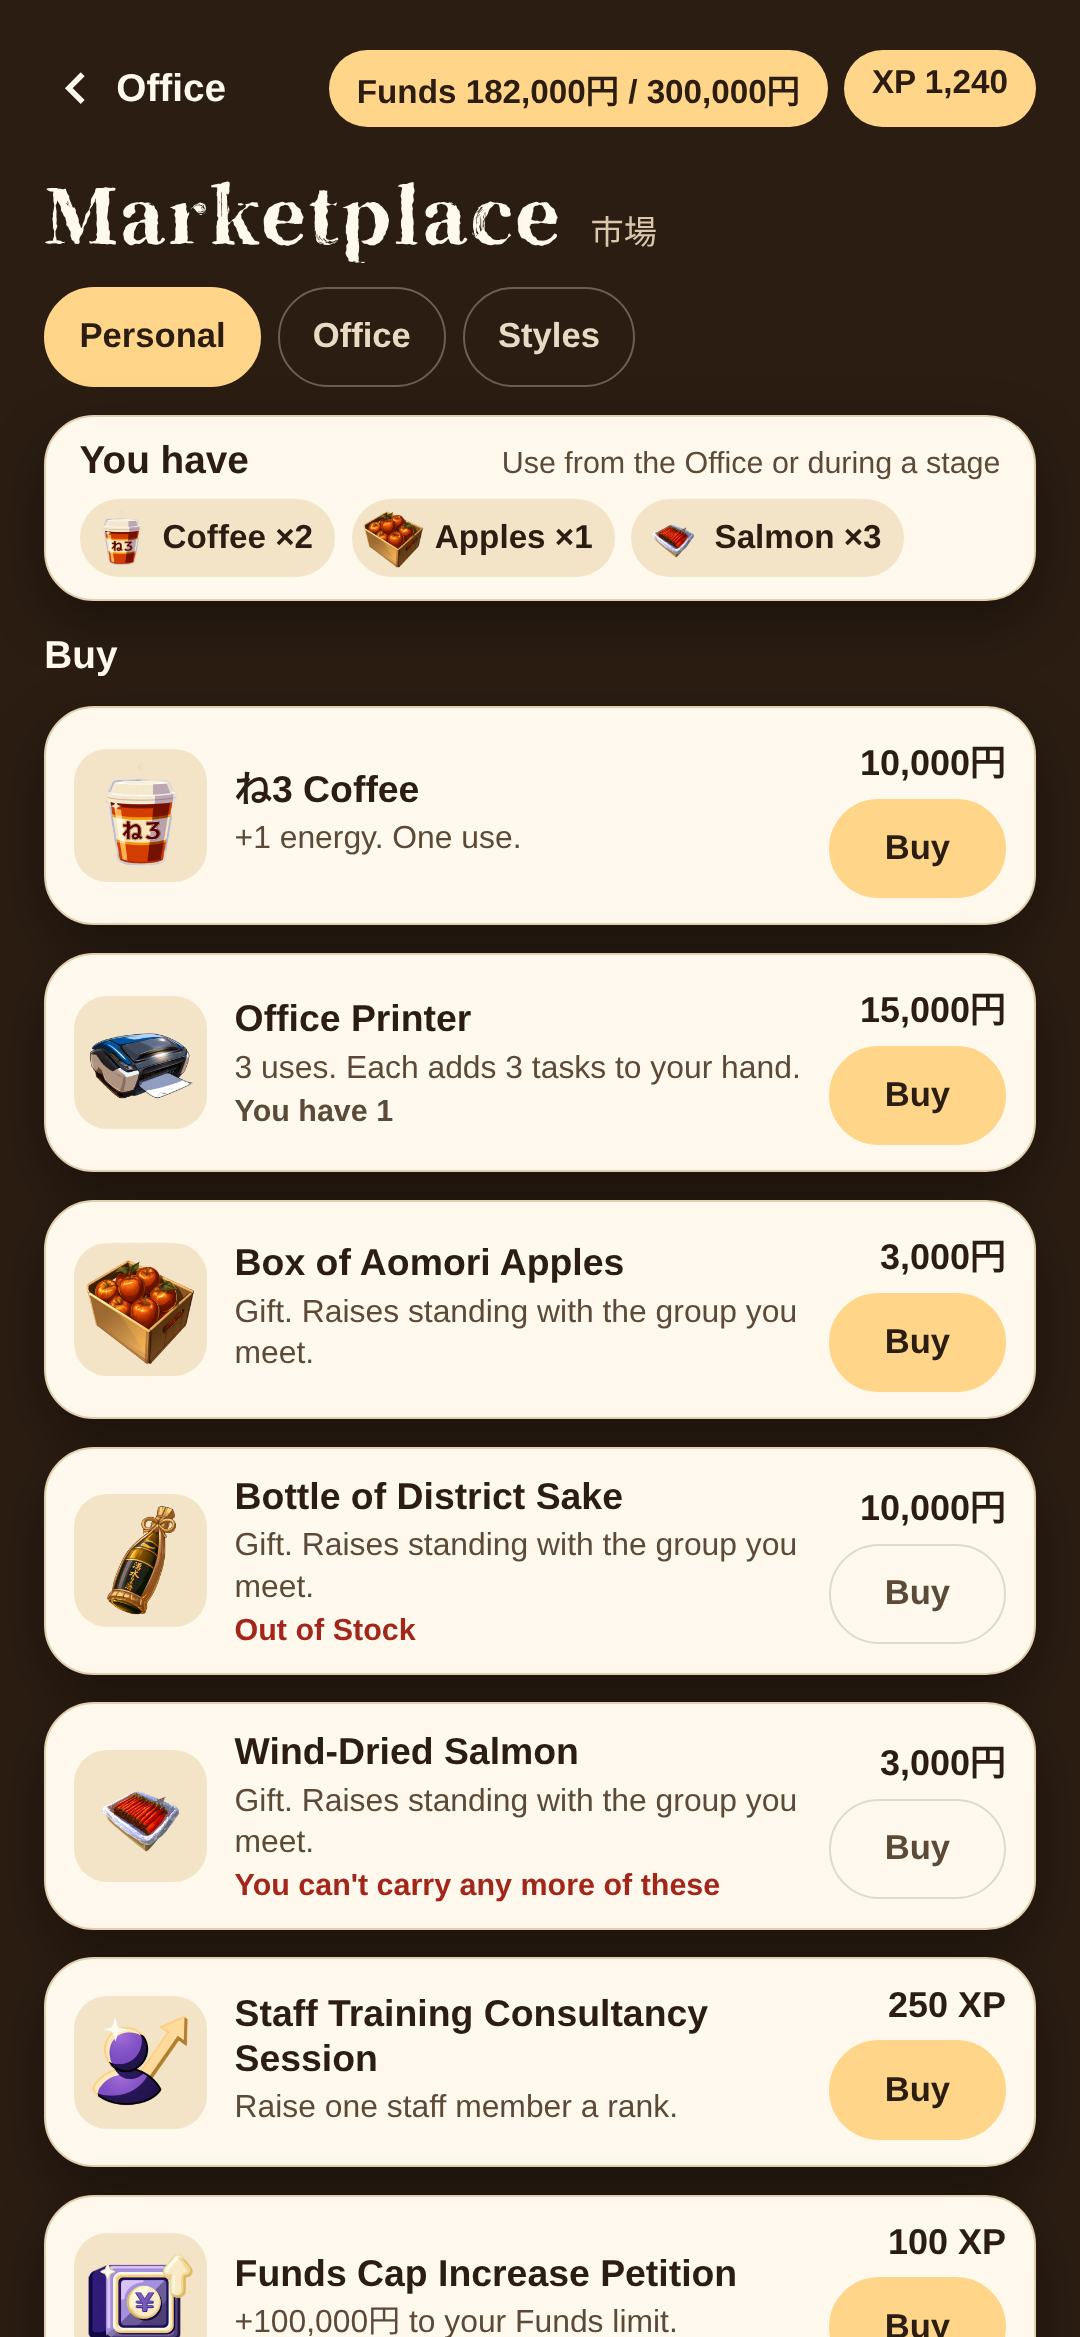 Office
Funds 182,000円 / 300,000円
XP 1,240
Marketplace 市場
Personal
Office
Styles
You have
Use from the Office or during a stage
ね3
Coffee ×2
Apples ×1
Salmon ×3
Buy
ね3
ね3 Coffee
+1 energy. One use.
10,000円
Buy
Office Printer
3 uses. Each adds 3 tasks to your hand.
You have 1
15,000円
Buy
Box of Aomori Apples
Gift. Raises standing with the group you
meet.
3,000円
Buy
Bottle of District Sake
Gift. Raises standing with the group you
meet.
Out of Stock
10,000円
Buy
Wind-Dried Salmon
Gift. Raises standing with the group you
meet.
You can't carry any more of these
3,000円
Buy
Staff Training Consultancy
Session
Raise one staff member a rank.
250 XP
Buy
¥
Funds Cap Increase Petition
+100,000円 to your Funds limit.
100 XP
Buy